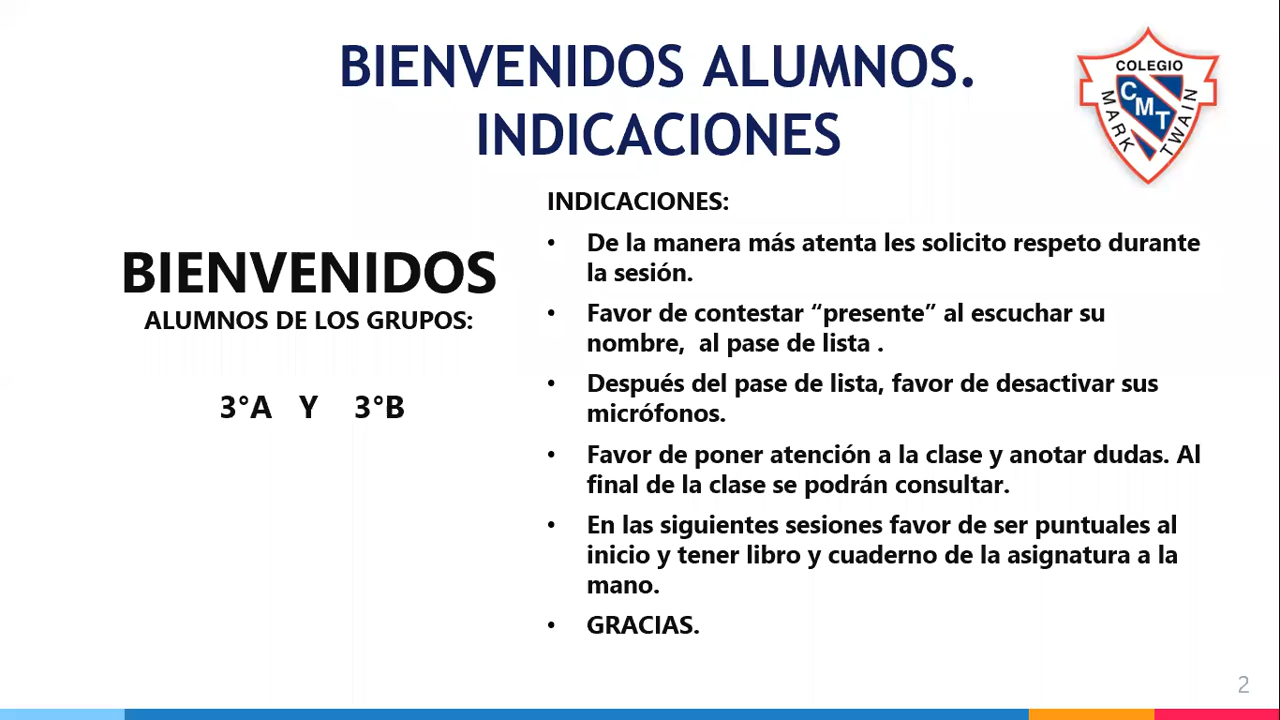 BIENVENIDOS ALUMNOS.
INDICACIONES
COLEGIO
MARK
TWAIN
CMT
BIENVENIDOS
ALUMNOS DE LOS GRUPOS:
3°A Y 3°B
INDICACIONES:
• De la manera más atenta les solicito respeto durante
la sesión.
• Favor de contestar “presente” al escuchar su
nombre, al pase de lista .
• Después del pase de lista, favor de desactivar sus
micrófonos.
• Favor de poner atención a la clase y anotar dudas. Al
final de la clase se podrán consultar.
• En las siguientes sesiones favor de ser puntuales al
inicio y tener libro y cuaderno de la asignatura a la
mano.
• GRACIAS.
2